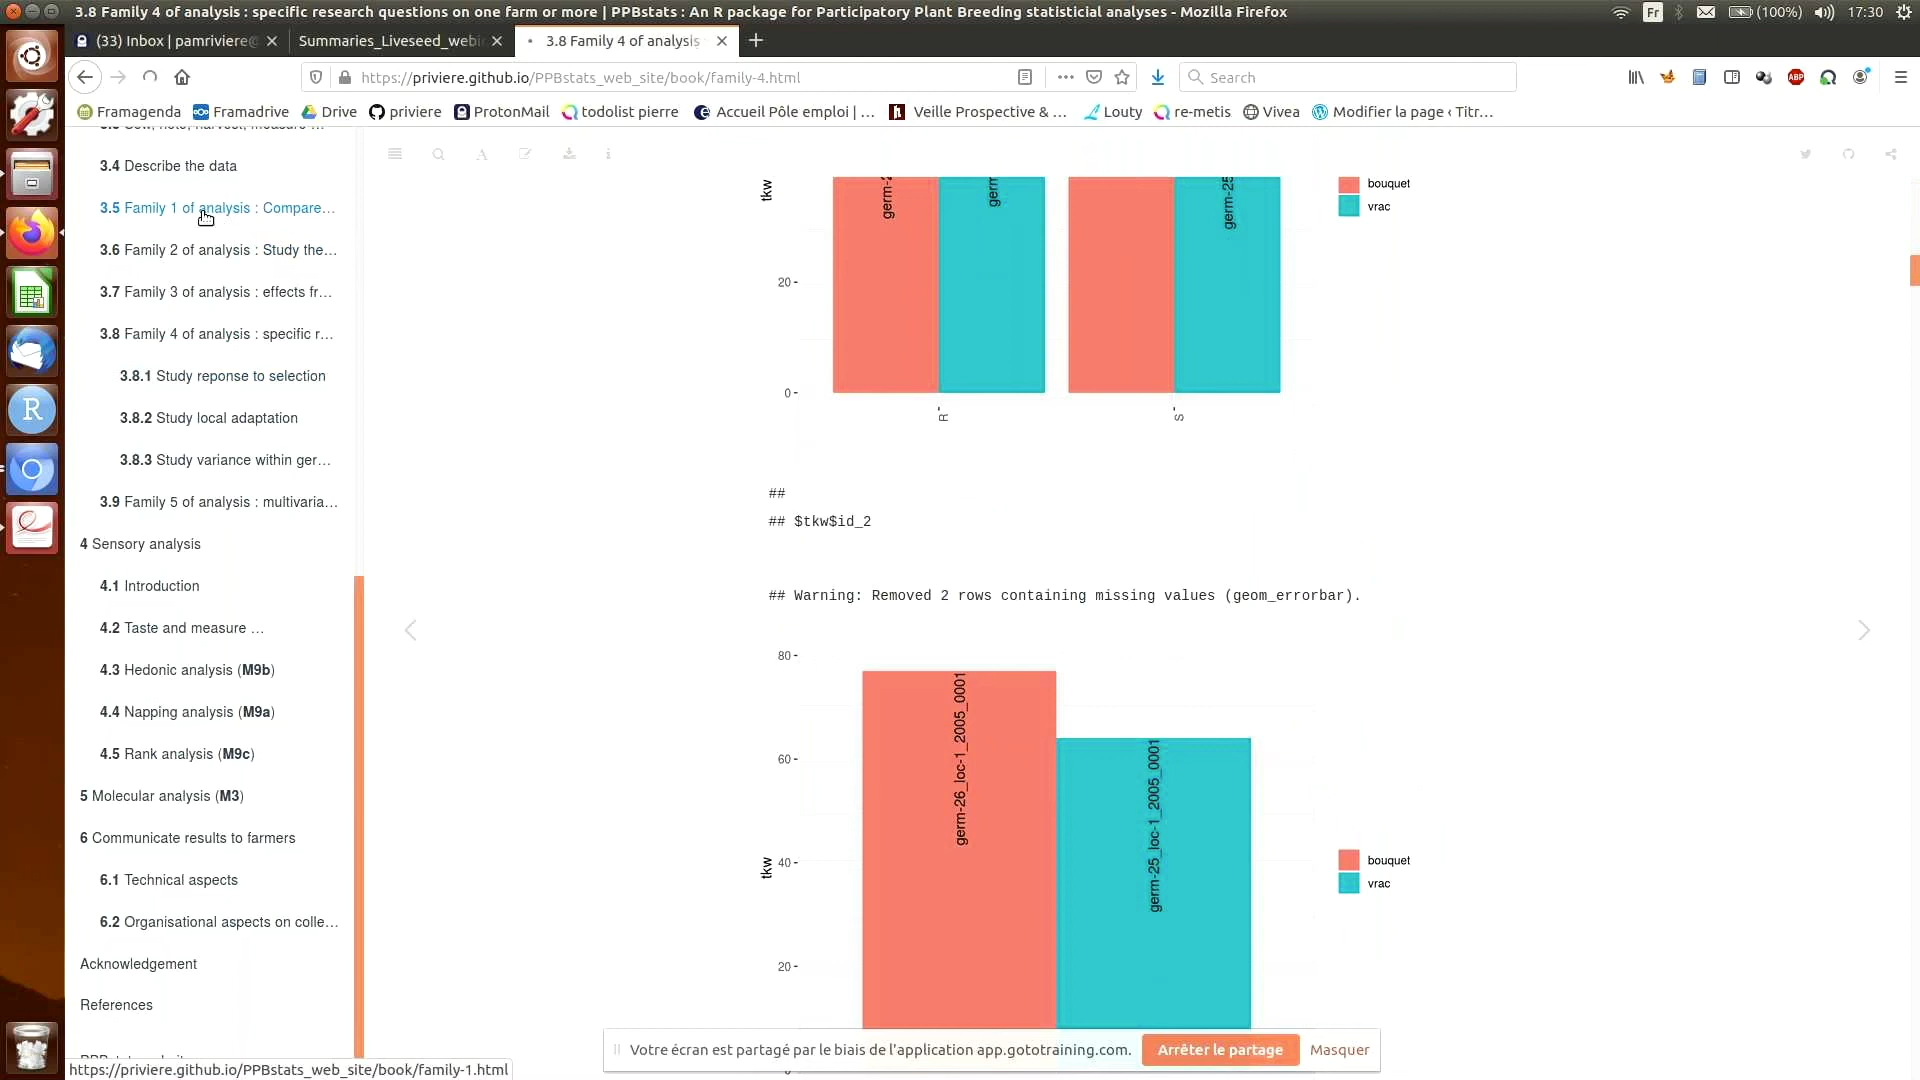 3.8 Family 4 of analysis : specific research questions on one farm or more | PPBstats : An R package for Participatory Plant Breeding statisticial analyses - Mozilla Firefox
Fr
(100%)
17:30
(33) Inbox | pamriviere@
Summaries_Liveseed_webi
3.8 Family 4 of analysis
https://priviere.github.io/PPBstats_web_site/book/family-4.html
Search
ABP
Framagenda
Framadrive
Drive
priviere
ProtonMail
todolist pierre
Accueil Pôle emploi | ...
Veille Prospective & ...
Louty
re-metis
Vivea
Modifier la page ‹ Titr...
3.4 Describe the data
3.5 Family 1 of analysis : Compare...
3.6 Family 2 of analysis : Study the...
3.7 Family 3 of analysis : effects fr...
3.8 Family 4 of analysis : specific r...
3.8.1 Study reponse to selection
3.8.2 Study local adaptation
3.8.3 Study variance within ger...
3.9 Family 5 of analysis : multivaria...
4 Sensory analysis
4.1 Introduction
4.2 Taste and measure ...
4.3 Hedonic analysis (M9b)
4.4 Napping analysis (M9a)
4.5 Rank analysis (M9c)
5 Molecular analysis (M3)
6 Communicate results to farmers
6.1 Technical aspects
6.2 Organisational aspects on colle...
Acknowledgement
References
A
i
tkw
germ-2
germ
germ-25
bouquet
vrac
20
0
R
S
##
## $tkw$id_2
## Warning: Removed 2 rows containing missing values (geom_errorbar).
80
60
40
20
tkw
germ-26_loc-1_2005_0001
germ-25_loc-1_2005_0001
bouquet
vrac
Votre écran est partagé par le biais de l'application app.gototraining.com.
Arrêter le partage
Masquer
https://priviere.github.io/PPBstats_web_site/book/family-1.html